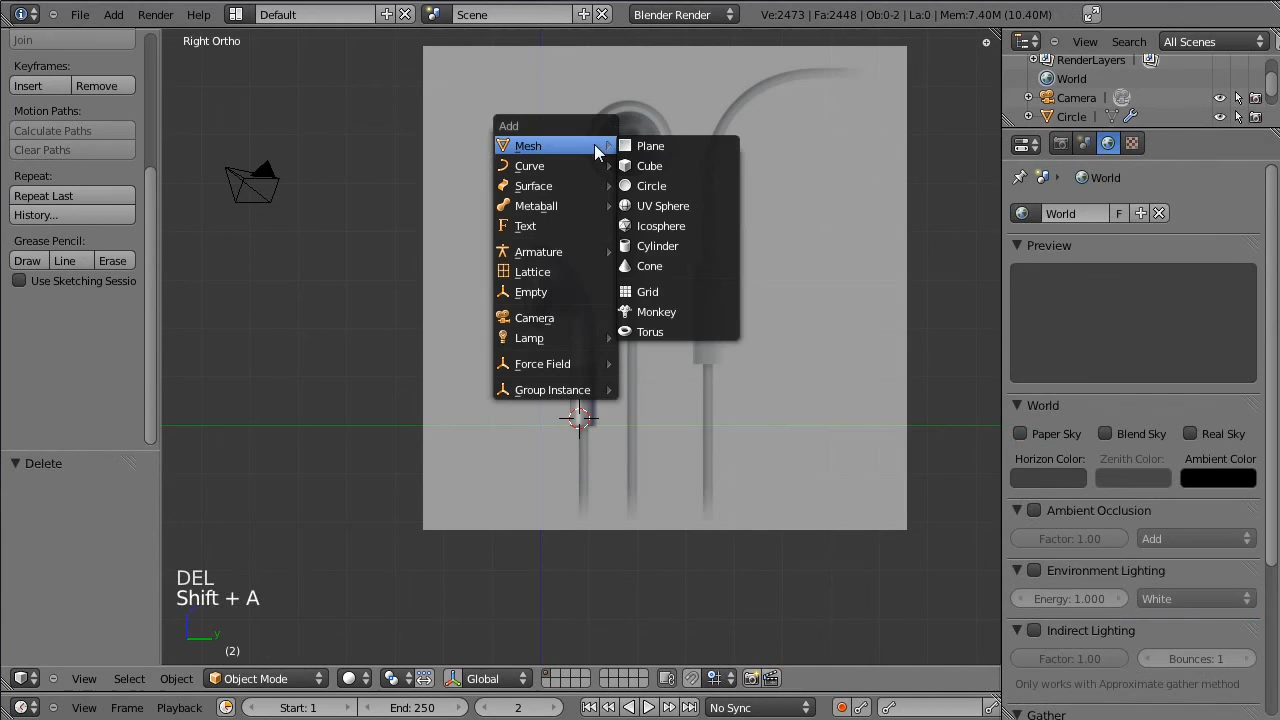 File Add Render Help Default Scene Blender Render Ve:2473 | Fa:2448 | Ob:0-2 | La:0 | Mem:7.40M (10.40M)
Join
Keyframes:
Insert Remove
Motion Paths:
Calculate Paths
Clear Paths
Repeat:
Repeat Last
History...
Grease Pencil:
Draw Line Erase
Use Sketching Sessio
Delete
Right Ortho
Add
Mesh
Curve
Surface
Metaball
Text
Armature
Lattice
Empty
Camera
Lamp
Force Field
Group Instance
Plane
Cube
Circle
UV Sphere
Icosphere
Cylinder
Cone
Grid
Monkey
Torus
DEL
Shift + A
y
(2)
View Search All Scenes
RenderLayers
World
Camera
Circle
World
World F
Preview
World
Paper Sky Blend Sky Real Sky
Horizon Color: Zenith Color: Ambient Color
Ambient Occlusion
Factor: 1.00 Add
Environment Lighting
Energy: 1.000 White
Indirect Lighting
Factor: 1.00 Bounces: 1
Only works with Approximate gather method
Gather
View Select Object Object Mode Global
View Frame Playback Start: 1 End: 250 2 No Sync